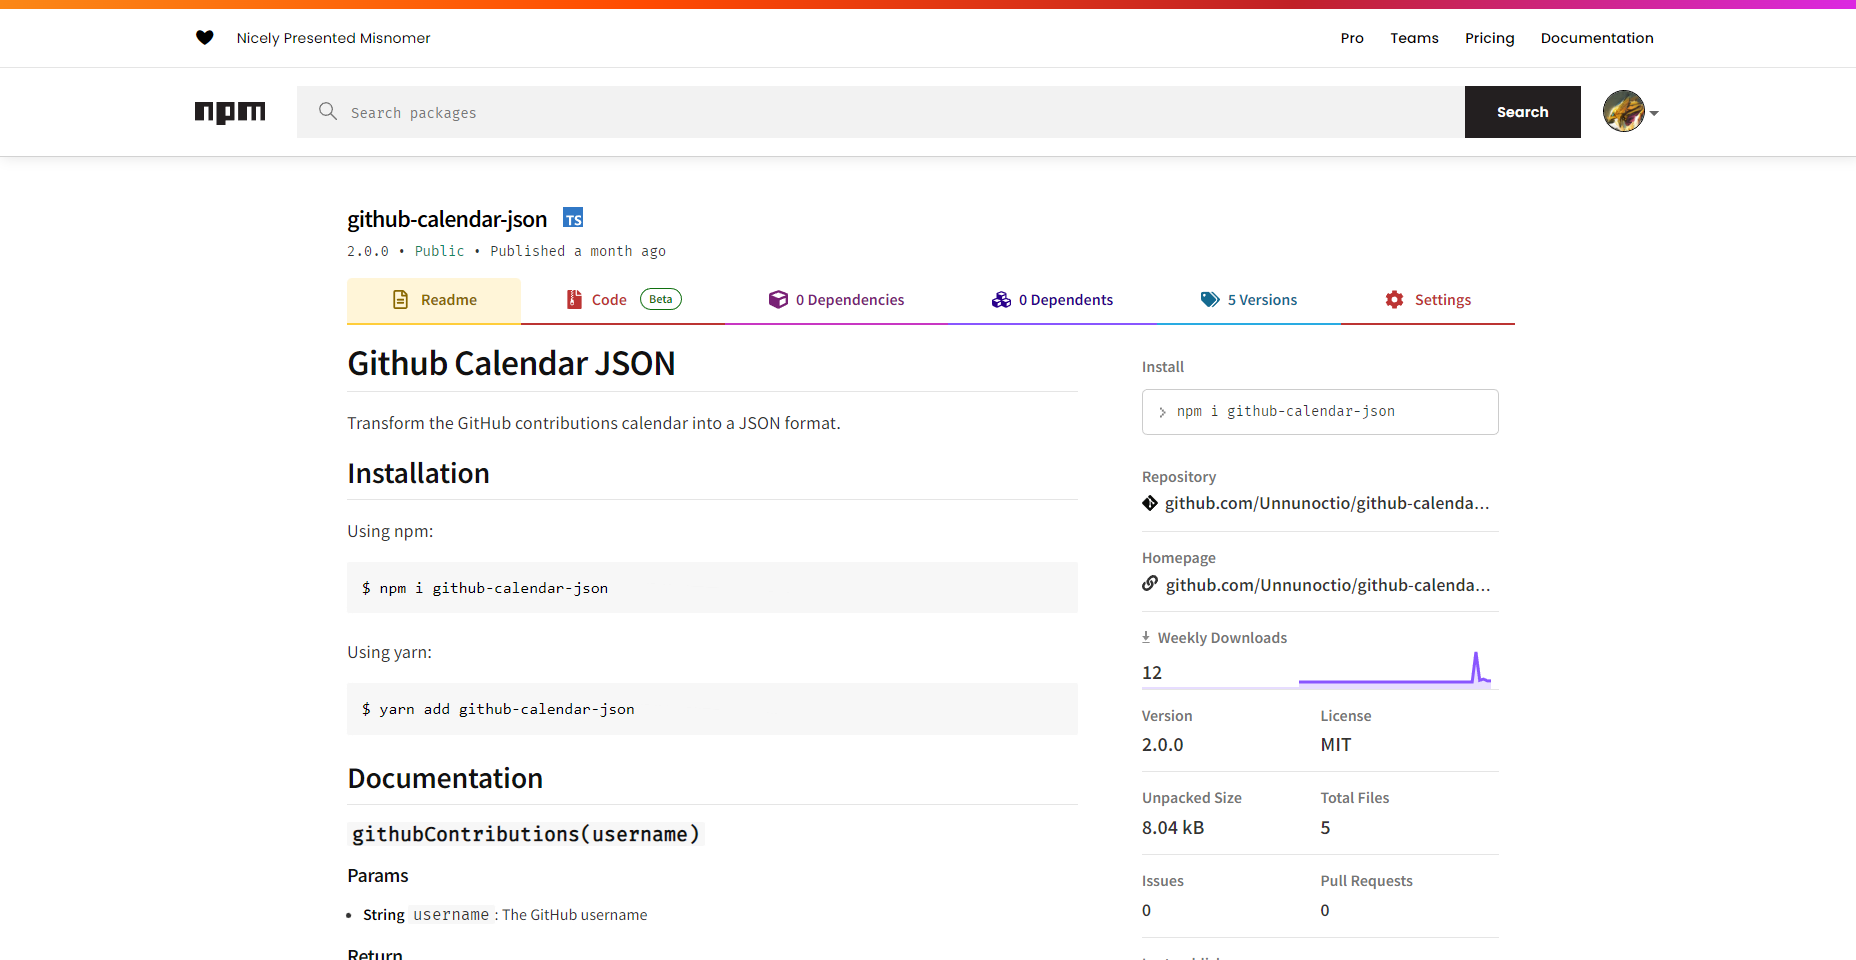 Nicely Presented Misnomer
Pro Teams Pricing Documentation
npm
Search packages
Search
github-calendar-json TS
2.0.0 • Public • Published a month ago
Readme
Code Beta
0 Dependencies
0 Dependents
5 Versions
Settings
Github Calendar JSON
Transform the GitHub contributions calendar into a JSON format.
Installation
Using npm:
$ npm i github-calendar-json
Using yarn:
$ yarn add github-calendar-json
Documentation
githubContributions(username)
Params
• String username : The GitHub username
Return
Install
npm i github-calendar-json
Repository
github.com/Unnunoctio/github-calenda...
Homepage
github.com/Unnunoctio/github-calenda...
Weekly Downloads
12
Version License
2.0.0 MIT
Unpacked Size Total Files
8.04 kB 5
Issues Pull Requests
0 0